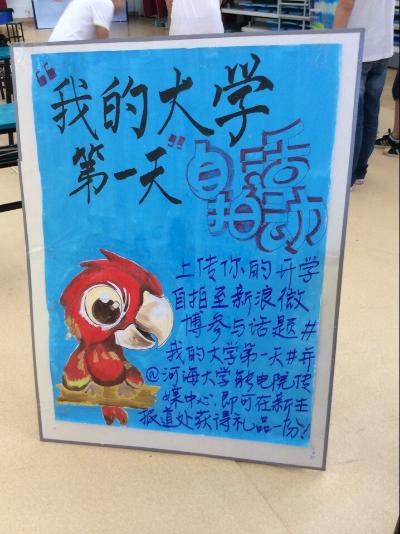 “我的大学
第一天”
自拍活动
上传你的开学
自拍至新浪微
博参与话题#
我的大学第一天#并
@河海大学能电院传
媒中心,即可在新生
报道处获得礼品一份!